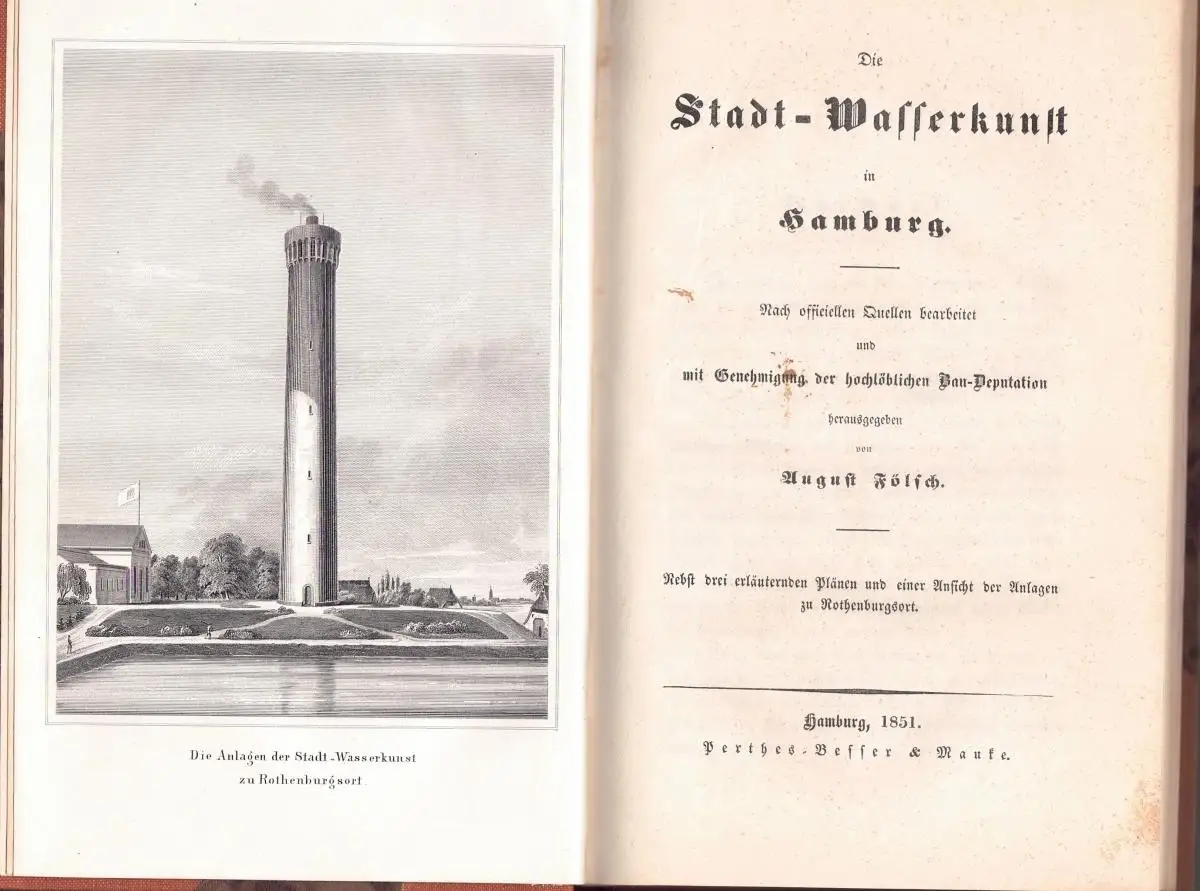 Die Anlagen der Stadt-Wasserkunst
zu Rothenburgsort.
Die
Stadt-Wasserkunst
in
Hamburg.
Nach officiellen Quellen bearbeitet
und
mit Genehmigung der hochlöblichen Bau-Deputation
herausgegeben
von
August Fölsch.
Nebst drei erläuternden Plänen und einer Ansicht der Anlagen
zu Rothenburgsort.
Hamburg, 1851.
Perthes-Besser & Mauke.